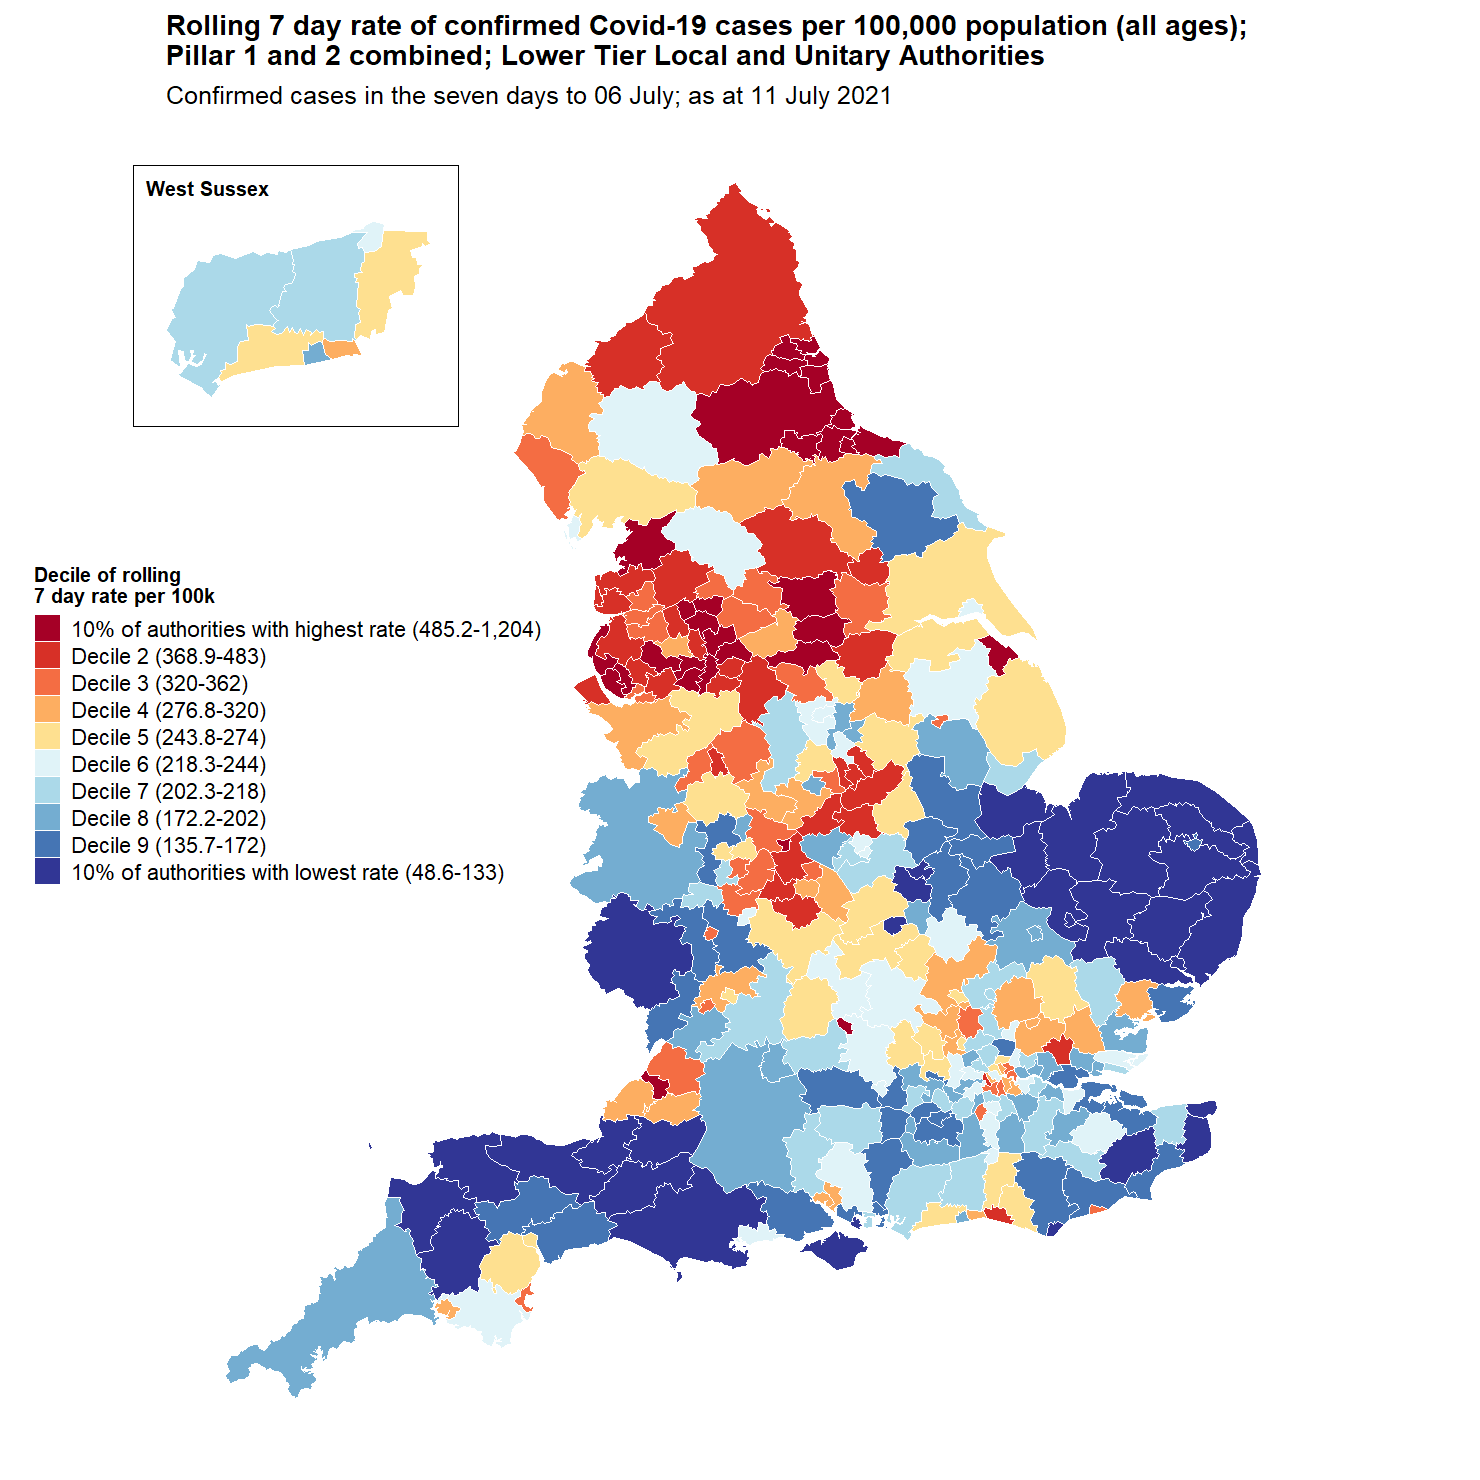 Rolling 7 day rate of confirmed Covid-19 cases per 100,000 population (all ages);
Pillar 1 and 2 combined; Lower Tier Local and Unitary Authorities
Confirmed cases in the seven days to 06 July; as at 11 July 2021
West Sussex
Decile of rolling
7 day rate per 100k
10% of authorities with highest rate (485.2-1,204)
Decile 2 (368.9-483)
Decile 3 (320-362)
Decile 4 (276.8-320)
Decile 5 (243.8-274)
Decile 6 (218.3-244)
Decile 7 (202.3-218)
Decile 8 (172.2-202)
Decile 9 (135.7-172)
10% of authorities with lowest rate (48.6-133)